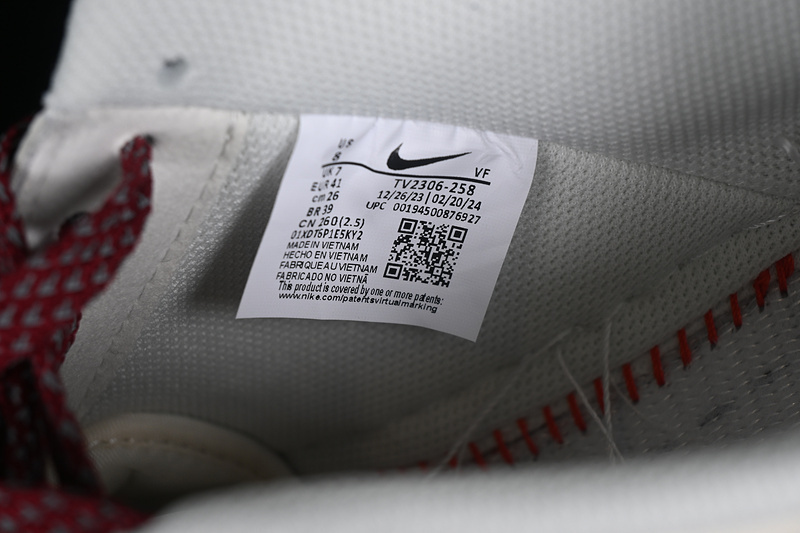 US
8
UK 7
EUR 41
cm 26
BR 39
CN 260(2.5)
01XDT6P1E5KY2
MADE IN VIETNAM
HECHO EN VIETNAM
FABRIQUE AU VIETNAM
FABRICADO NO VIETNÃ
This product is covered by one or more patents:
www.nike.com/patentsvirtualmarking
VF
TV2306-258
12/26/23 | 02/20/24
UPC 00194500876927